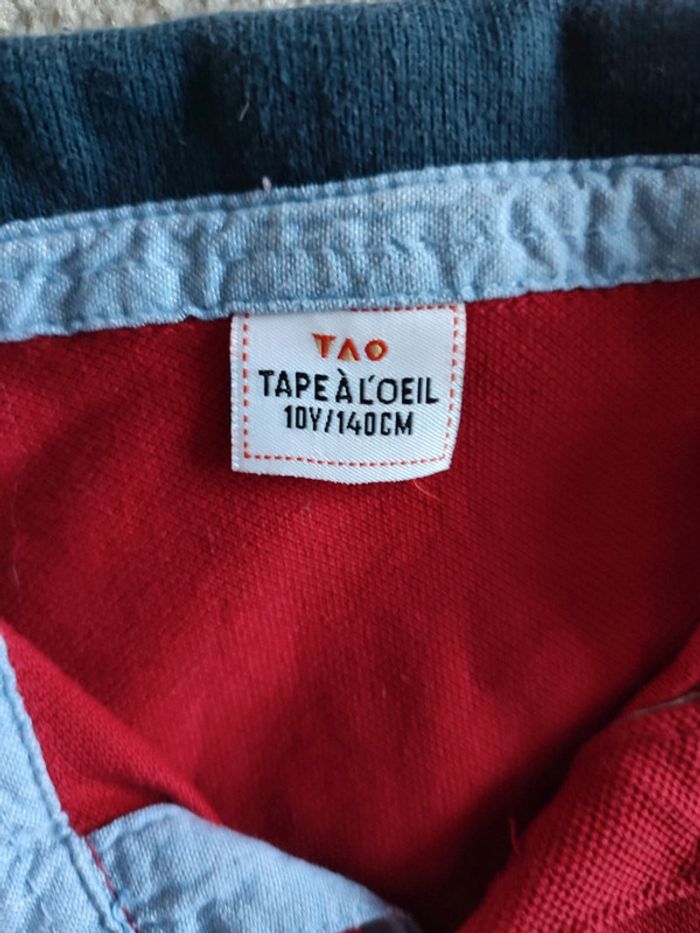 TAO
TAPE À L'OEIL
10Y/140CM